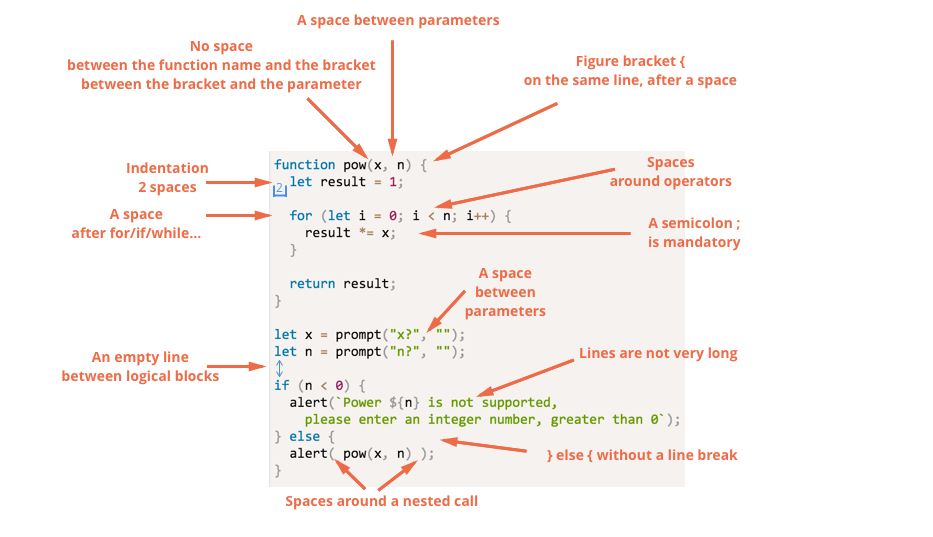 A space between parameters
No space
between the function name and the bracket
between the bracket and the parameter
Figure bracket {
on the same line, after a space
Indentation
2 spaces
A space
after for/if/while...
Spaces
around operators
A semicolon ;
is mandatory
function pow(x, n) {
2
  let result = 1;
  for (let i = 0; i < n; i++) {
    result *= x;
  }
  return result;
}
A space
between
parameters
let x = prompt("x?", "");
let n = prompt("n?", "");
An empty line
between logical blocks
Lines are not very long
if (n < 0) {
  alert(`Power ${n} is not supported,
    please enter an integer number, greater than 0`);
} else {
  alert( pow(x, n) );
}
} else { without a line break
Spaces around a nested call